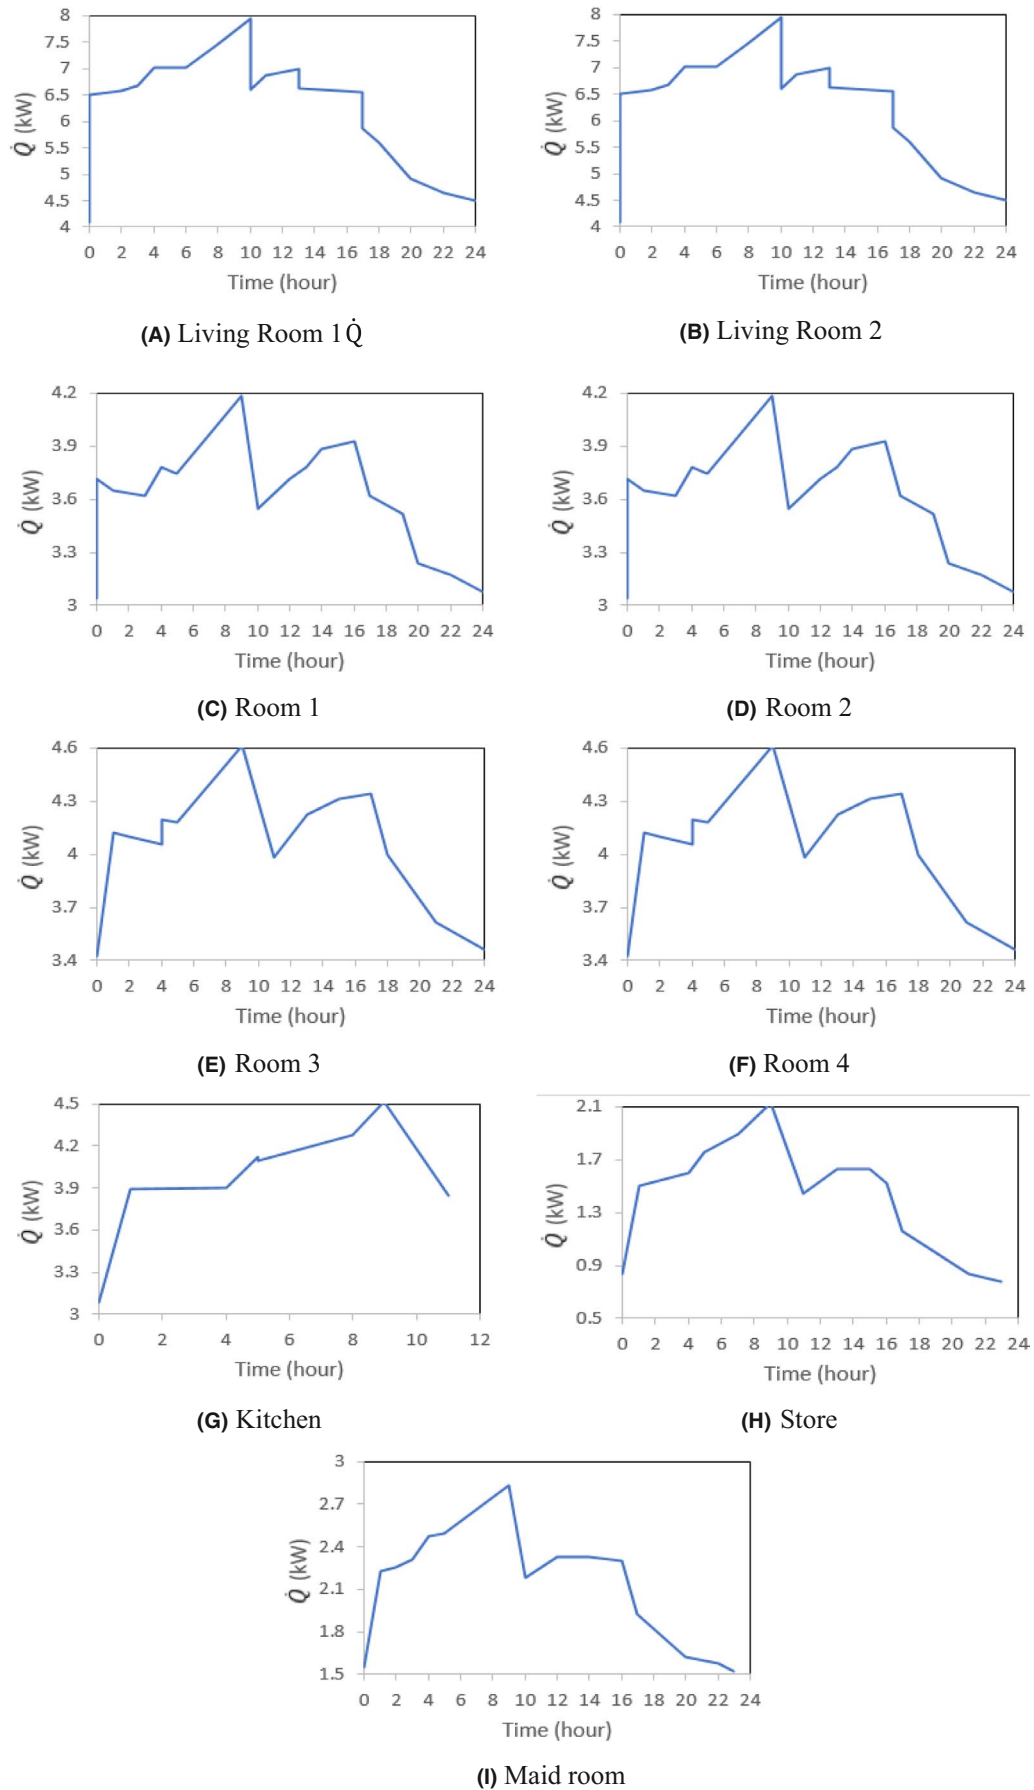 8
7.5
7
6.5
6
5.5
5
4.5
4
Q̇ (kW)
0 2 4 6 8 10 12 14 16 18 20 22 24
Time (hour)
(A) Living Room 1 Q̇
8
7.5
7
6.5
6
5.5
5
4.5
4
Q̇ (kW)
0 2 4 6 8 10 12 14 16 18 20 22 24
Time (hour)
(B) Living Room 2
4.2
3.9
3.6
3.3
3
Q̇ (kW)
0 2 4 6 8 10 12 14 16 18 20 22 24
Time (hour)
(C) Room 1
4.2
3.9
3.6
3.3
3
Q̇ (kW)
0 2 4 6 8 10 12 14 16 18 20 22 24
Time (hour)
(D) Room 2
4.6
4.3
4
3.7
3.4
Q̇ (kW)
0 2 4 6 8 10 12 14 16 18 20 22 24
Time (hour)
(E) Room 3
4.6
4.3
4
3.7
3.4
Q̇ (kW)
0 2 4 6 8 10 12 14 16 18 20 22 24
Time (hour)
(F) Room 4
4.5
4.2
3.9
3.6
3.3
3
Q̇ (kW)
0 2 4 6 8 10 12
Time (hour)
(G) Kitchen
2.1
1.7
1.3
0.9
0.5
Q̇ (kW)
0 2 4 6 8 10 12 14 16 18 20 22 24
Time (hour)
(H) Store
3
2.7
2.4
2.1
1.8
1.5
Q̇ (kW)
0 2 4 6 8 10 12 14 16 18 20 22 24
Time (hour)
(I) Maid room